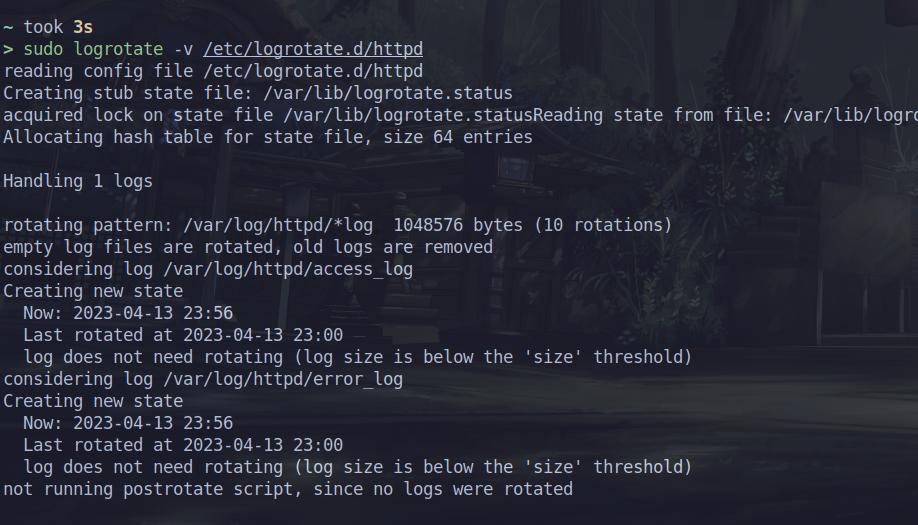 ~ took 3s
> sudo logrotate -v /etc/logrotate.d/httpd
reading config file /etc/logrotate.d/httpd
Creating stub state file: /var/lib/logrotate.status
acquired lock on state file /var/lib/logrotate.statusReading state from file: /var/lib/logro
Allocating hash table for state file, size 64 entries

Handling 1 logs

rotating pattern: /var/log/httpd/*log  1048576 bytes (10 rotations)
empty log files are rotated, old logs are removed
considering log /var/log/httpd/access_log
Creating new state
  Now: 2023-04-13 23:56
  Last rotated at 2023-04-13 23:00
  log does not need rotating (log size is below the 'size' threshold)
considering log /var/log/httpd/error_log
Creating new state
  Now: 2023-04-13 23:56
  Last rotated at 2023-04-13 23:00
  log does not need rotating (log size is below the 'size' threshold)
not running postrotate script, since no logs were rotated